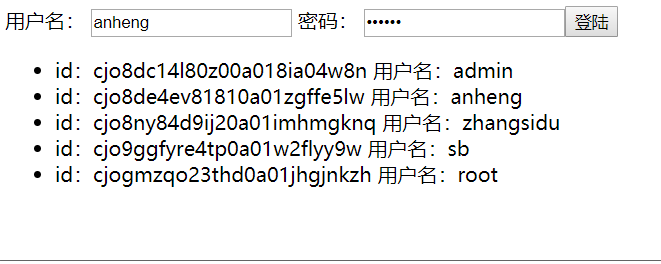 用户名： anheng 密码： •••••• 登陆
• id：cjo8dc14l80z00a018ia04w8n 用户名：admin
• id：cjo8de4ev81810a01zgffe5lw 用户名：anheng
• id：cjo8ny84d9ij20a01imhmgknq 用户名：zhangsidu
• id：cjo9ggfyre4tp0a01w2flyy9w 用户名：sb
• id：cjogmzqo23thd0a01jhgjnkzh 用户名：root